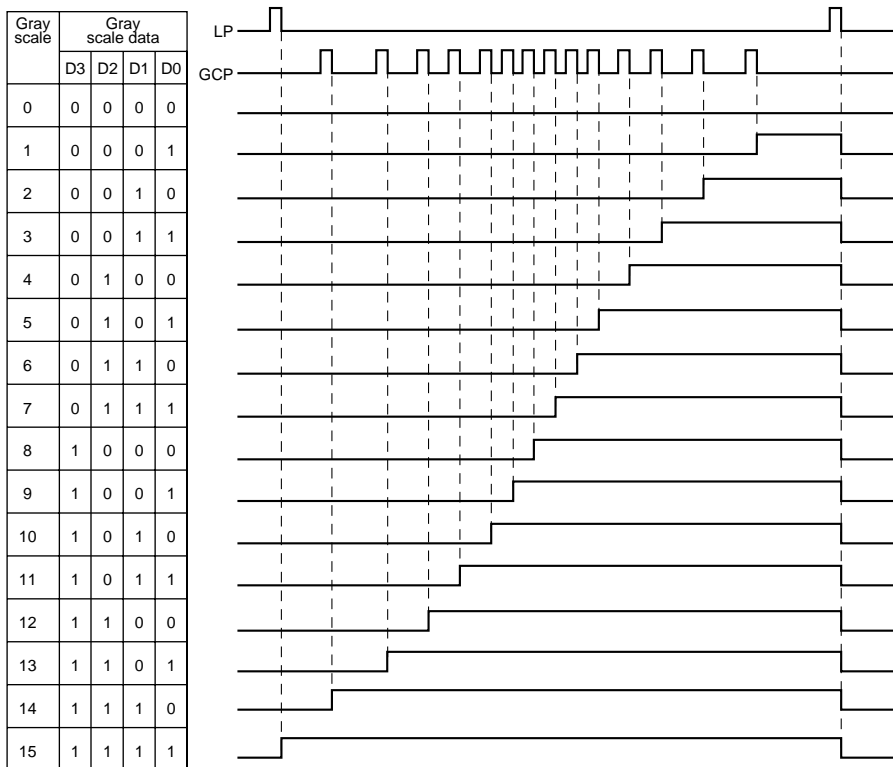 Gray scale Gray scale data
D3 D2 D1 D0
LP
GCP
0 0 0 0 0
1 0 0 0 1
2 0 0 1 0
3 0 0 1 1
4 0 1 0 0
5 0 1 0 1
6 0 1 1 0
7 0 1 1 1
8 1 0 0 0
9 1 0 0 1
10 1 0 1 0
11 1 0 1 1
12 1 1 0 0
13 1 1 0 1
14 1 1 1 0
15 1 1 1 1